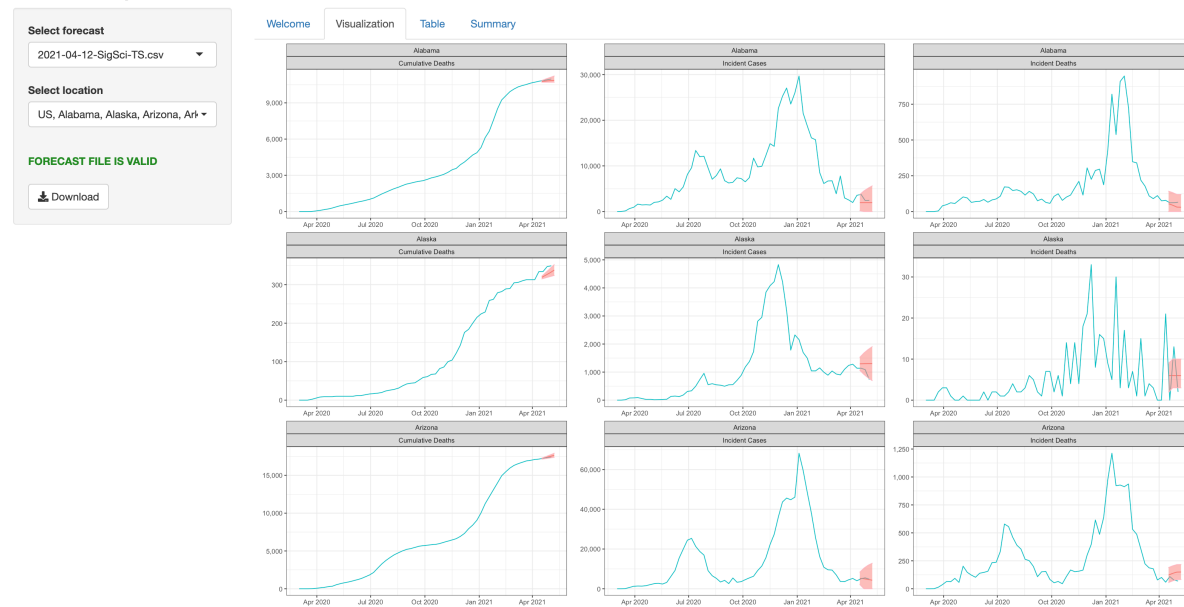 Select forecast
2021-04-12-SigSci-TS.csv
Select location
US, Alabama, Alaska, Arizona, Ark
FORECAST FILE IS VALID
Download
Welcome Visualization Table Summary
Alabama
Cumulative Deaths
9,000
6,000
3,000
0
Apr 2020 Jul 2020 Oct 2020 Jan 2021 Apr 2021
Alabama
Incident Cases
30,000
20,000
10,000
0
Apr 2020 Jul 2020 Oct 2020 Jan 2021 Apr 2021
Alabama
Incident Deaths
750
500
250
0
Apr 2020 Jul 2020 Oct 2020 Jan 2021 Apr 2021
Alaska
Cumulative Deaths
300
200
100
0
Apr 2020 Jul 2020 Oct 2020 Jan 2021 Apr 2021
Alaska
Incident Cases
5,000
4,000
3,000
2,000
1,000
0
Apr 2020 Jul 2020 Oct 2020 Jan 2021 Apr 2021
Alaska
Incident Deaths
30
20
10
0
Apr 2020 Jul 2020 Oct 2020 Jan 2021 Apr 2021
Arizona
Cumulative Deaths
15,000
10,000
5,000
0
Apr 2020 Jul 2020 Oct 2020 Jan 2021 Apr 2021
Arizona
Incident Cases
60,000
40,000
20,000
0
Apr 2020 Jul 2020 Oct 2020 Jan 2021 Apr 2021
Arizona
Incident Deaths
1,250
1,000
750
500
250
0
Apr 2020 Jul 2020 Oct 2020 Jan 2021 Apr 2021